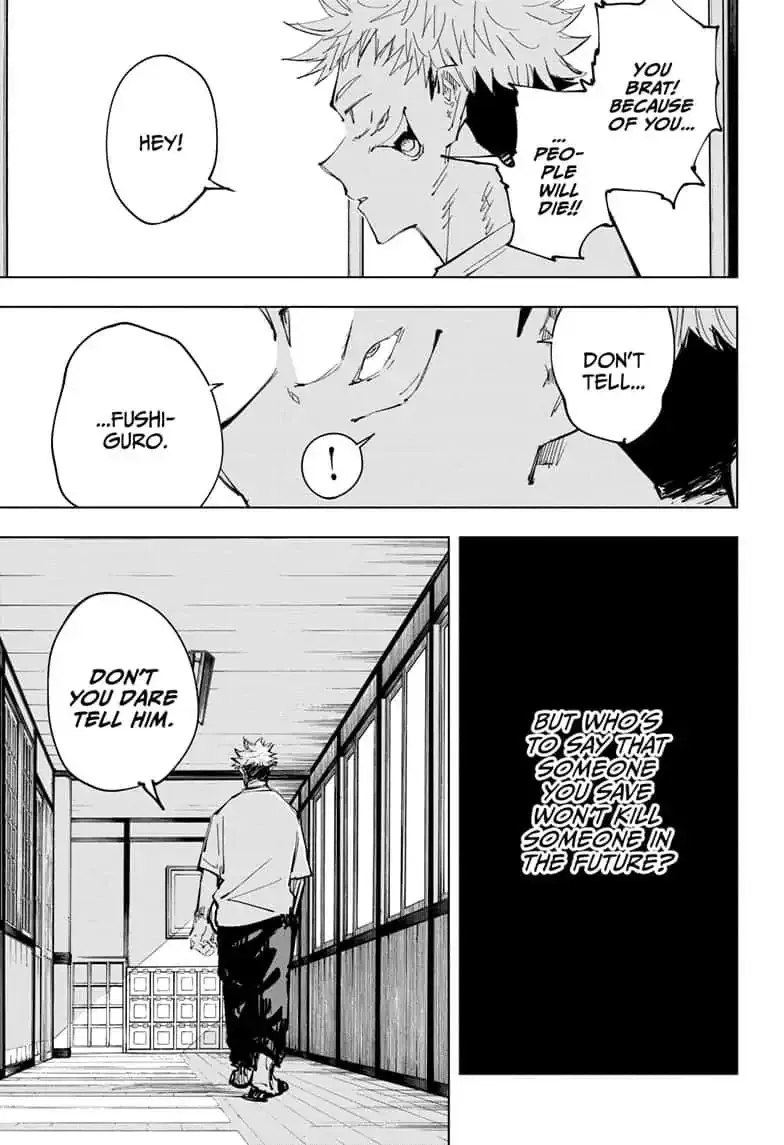 YOU
BRAT!
BECAUSE
OF YOU...
...
PEO-
PLE
WILL
DIE!!
HEY!
DON'T
TELL...
!
...FUSHI-
GURO.
BUT WHO'S
TO SAY THAT
SOMEONE
YOU SAVE
WON'T KILL
SOMEONE IN
THE FUTURE?
DON'T
YOU DARE
TELL HIM.